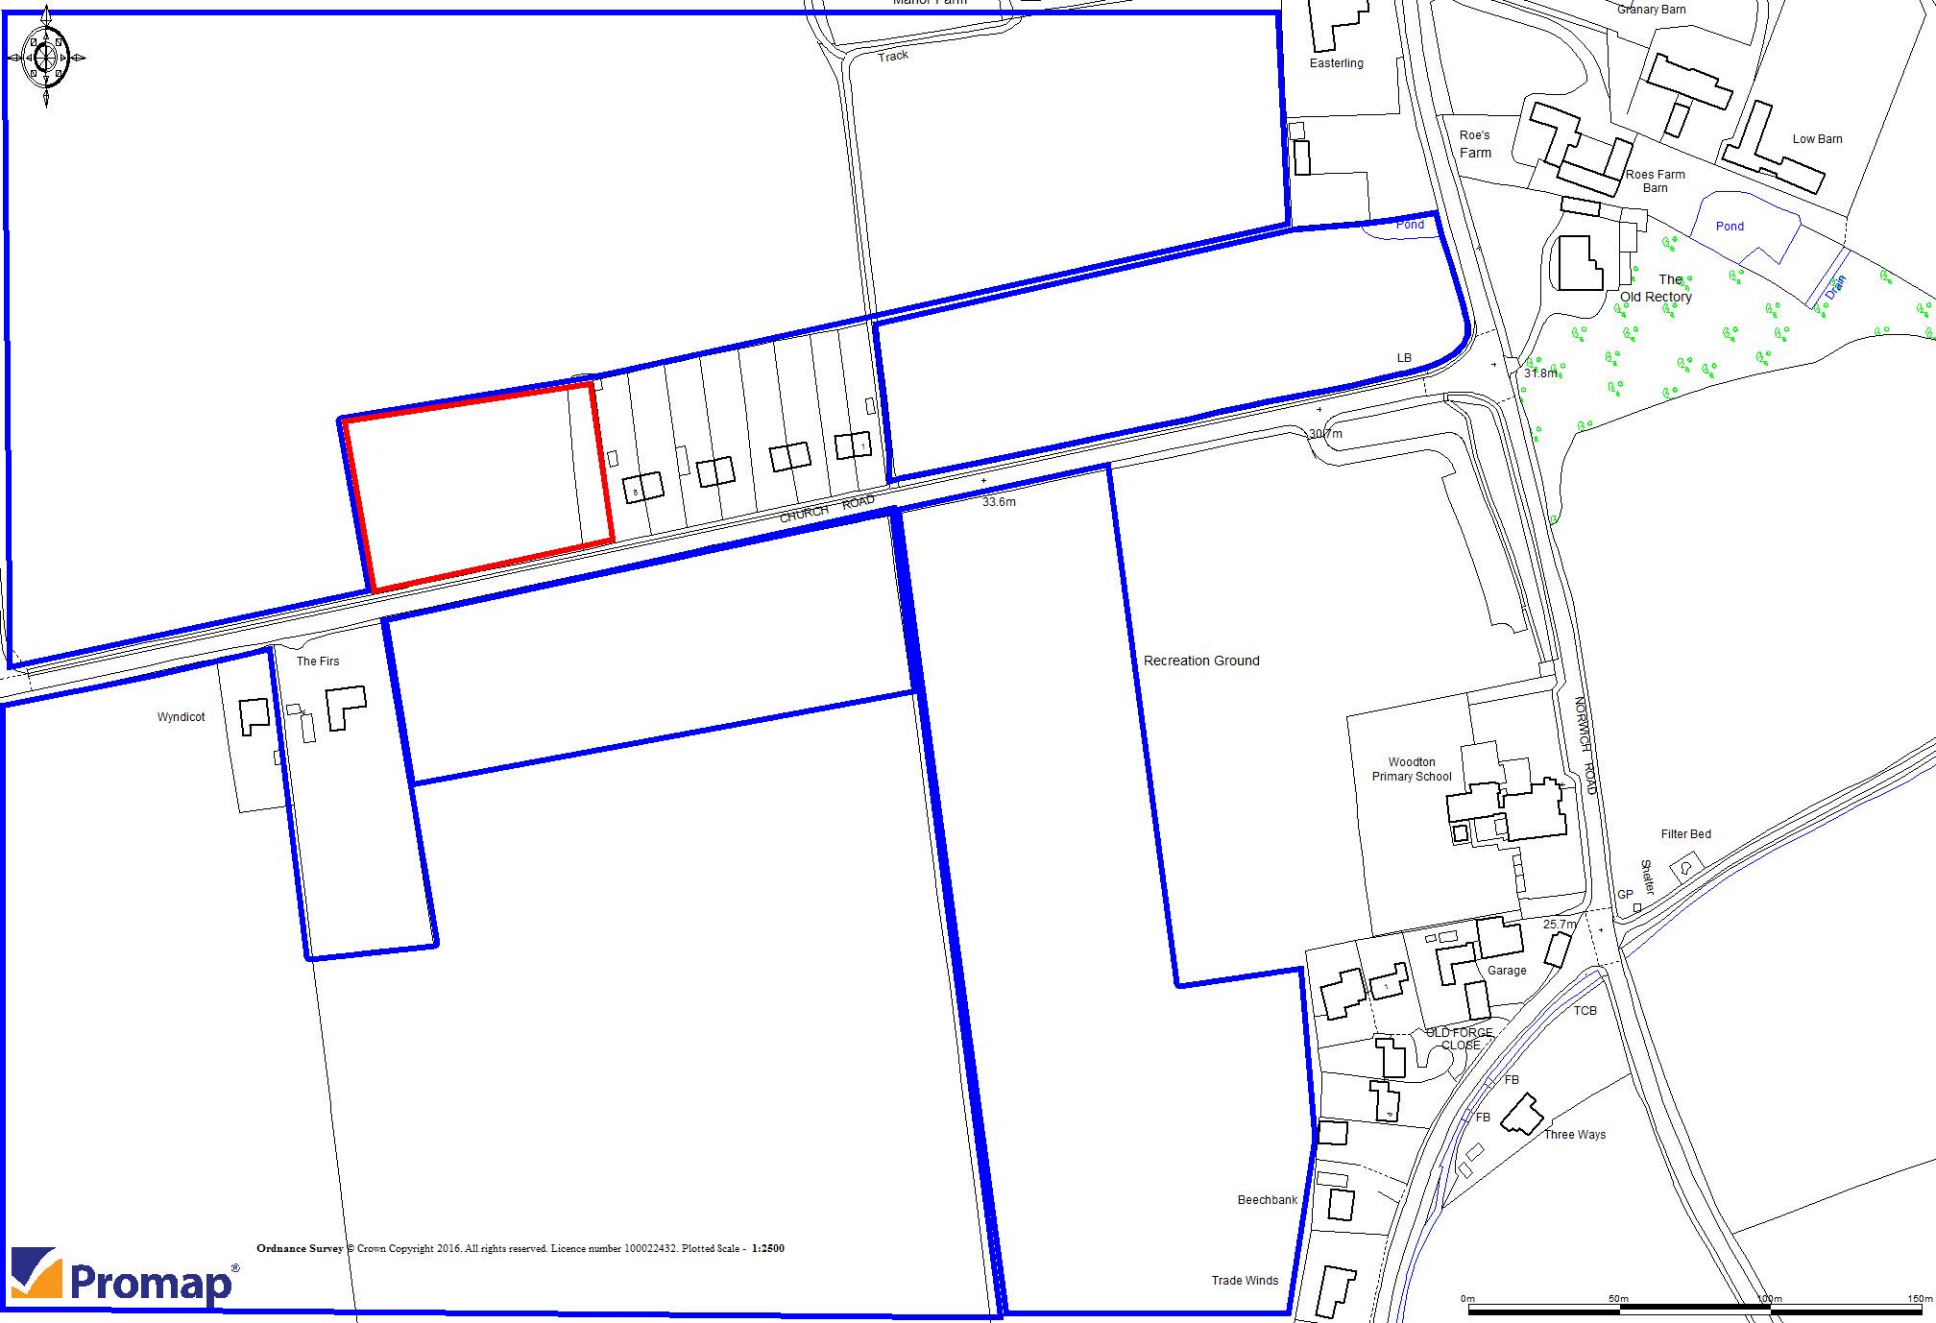 Manor Farm
Granary Barn
Track
Easterling
Roe's
Farm
Low Barn
Roes Farm
Barn
Pond
Pond
The
Old Rectory
Drain
LB
31.8m
30.7m
8
1
CHURCH ROAD
33.6m
The Firs
Recreation Ground
Wyndicot
NORWICH ROAD
Woodton
Primary School
Filter Bed
Shelter
GP
25.7m
Garage
1
TCB
OLD FORGE
CLOSE
FB
FB
Three Ways
Beechbank
Ordnance Survey © Crown Copyright 2016. All rights reserved. Licence number 100022432. Plotted Scale - 1:2500
Promap®
Trade Winds
0m 50m 100m 150m